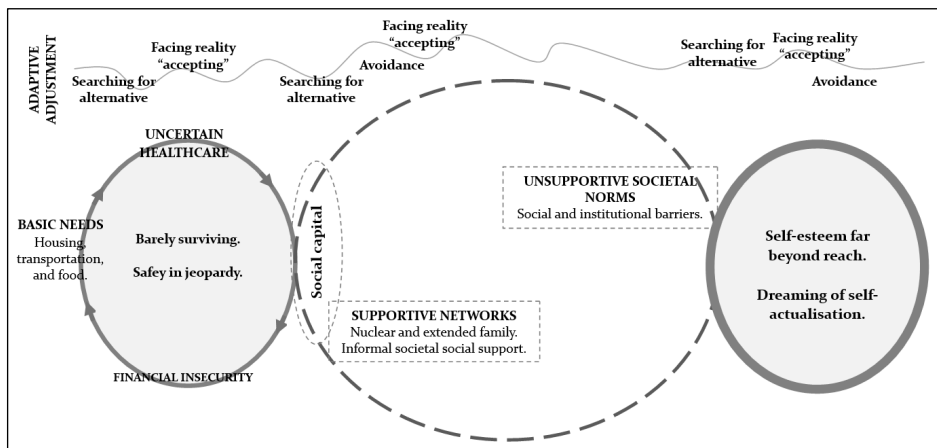 ADAPTIVE
ADJUSTMENT
Searching for
alternative
Facing reality
“accepting”
Searching for
alternative
Facing reality
“accepting”
Avoidance
Searching for
alternative
Facing reality
“accepting”
Avoidance
UNCERTAIN
HEALTHCARE
BASIC NEEDS
Housing,
transportation,
and food.
Barely surviving.
Safey in jeopardy.
FINANCIAL INSECURITY
Social capital
SUPPORTIVE NETWORKS
Nuclear and extended family.
Informal societal social support.
UNSUPPORTIVE SOCIETAL
NORMS
Social and institutional barriers.
Self-esteem far
beyond reach.
Dreaming of self-
actualisation.